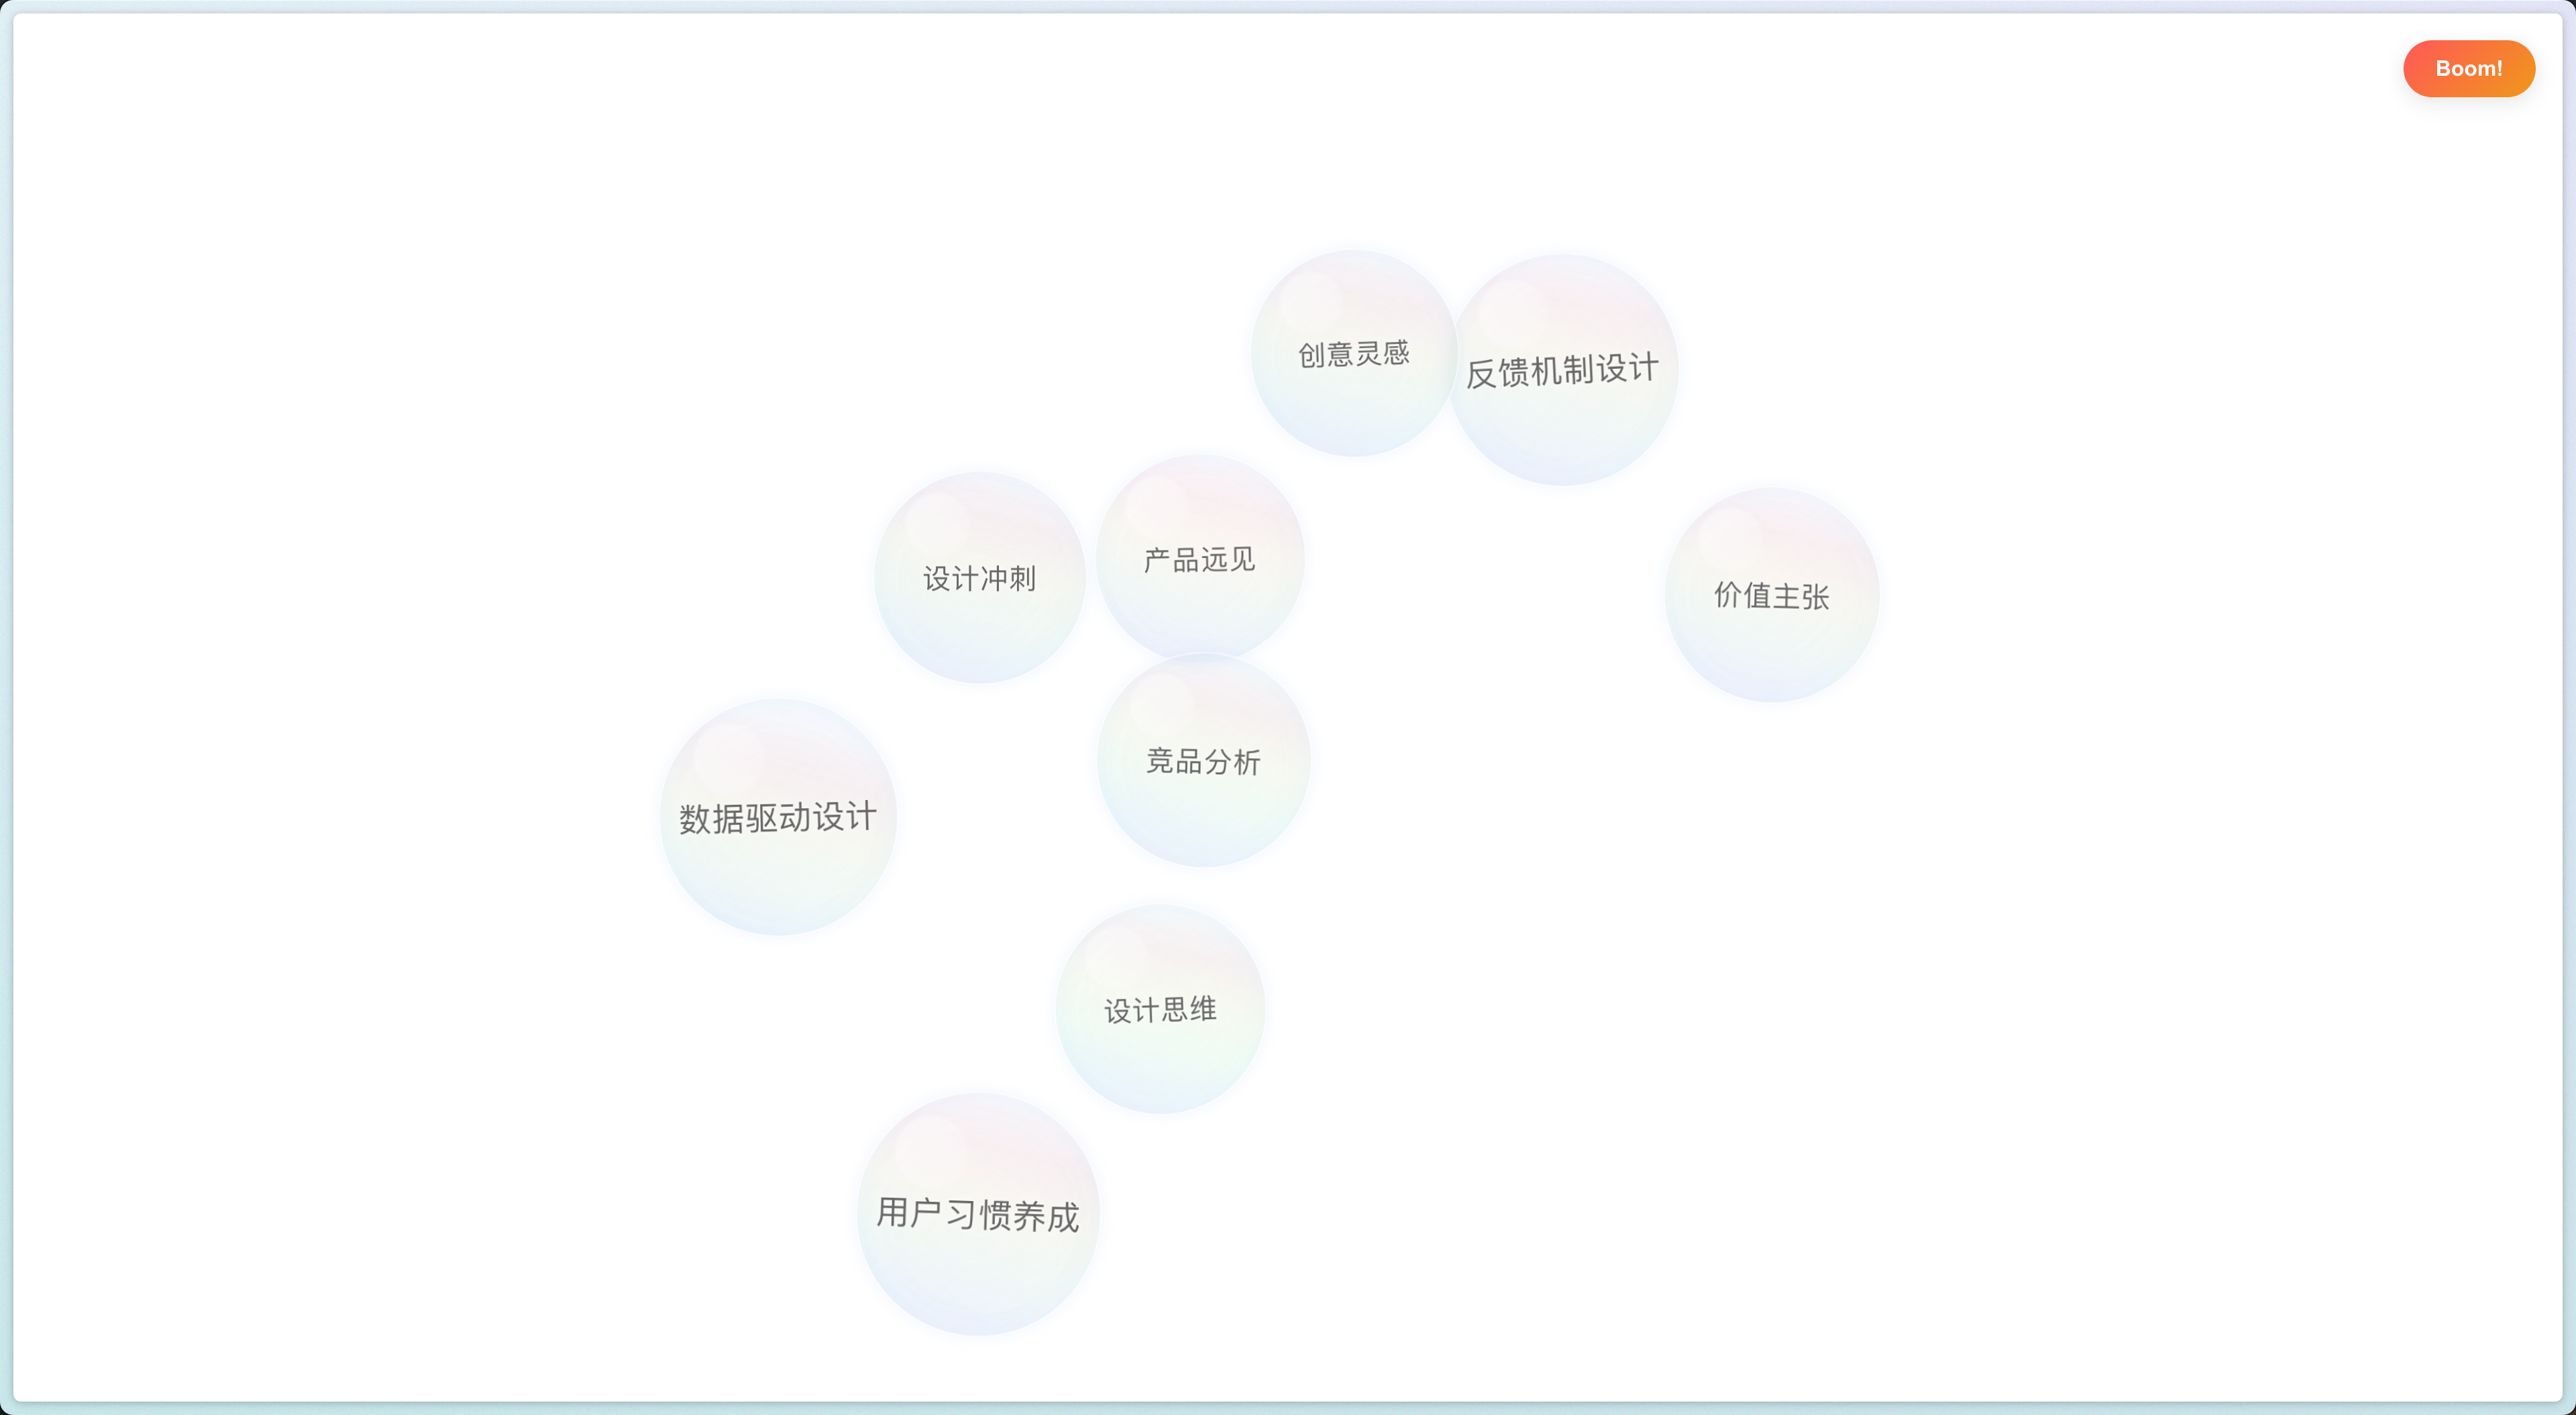 Boom!
创意灵感
反馈机制设计
设计冲刺
产品远见
价值主张
竞品分析
数据驱动设计
设计思维
用户习惯养成